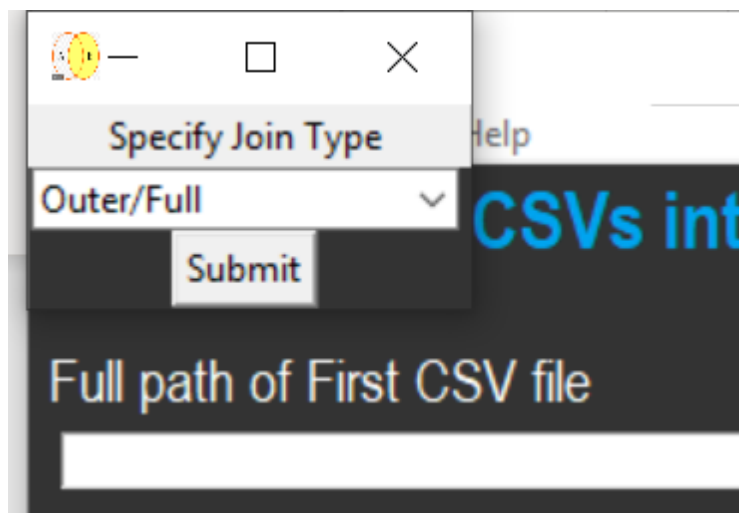 Specify Join Type
Help
Outer/Full
CSVs int
Submit
Full path of First CSV file